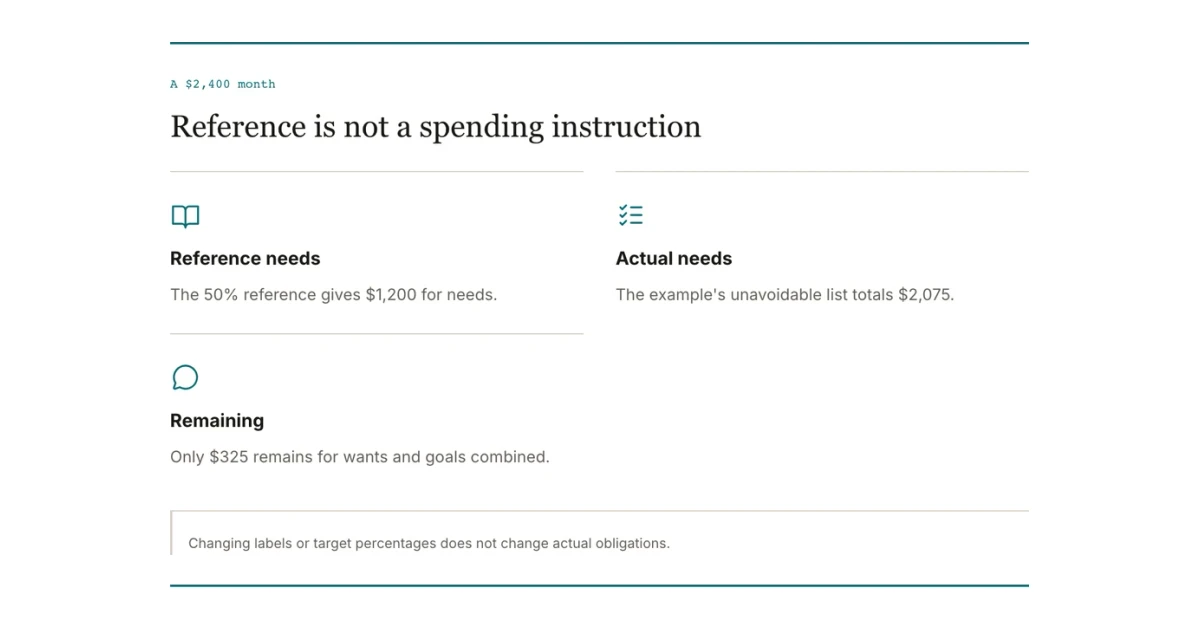 A $2,400 month
Reference is not a spending instruction
Reference needs
The 50% reference gives $1,200 for needs.
Actual needs
The example's unavoidable list totals $2,075.
Remaining
Only $325 remains for wants and goals combined.
Changing labels or target percentages does not change actual obligations.